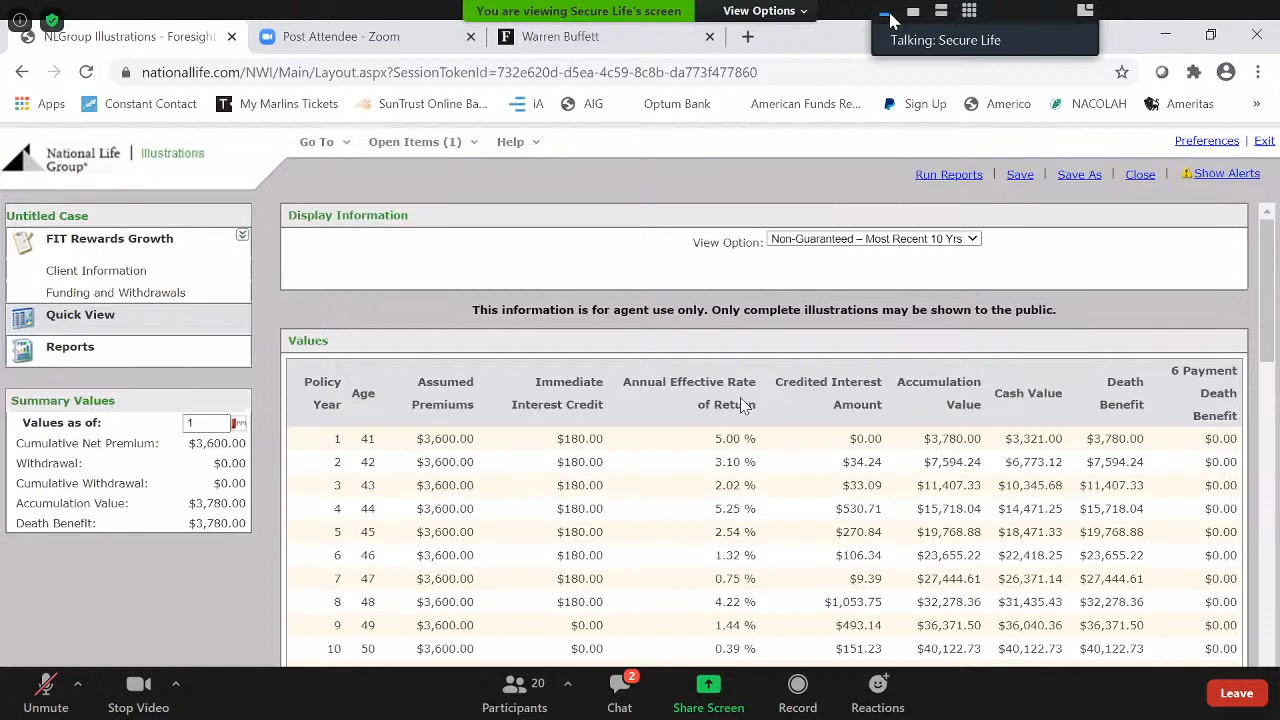 You are viewing Secure Life's screen
View Options
Talking: Secure Life
NLGroup Illustrations - Foresight
Post Attendee - Zoom
Warren Buffett
nationallife.com/NWI/Main/Layout.aspx?SessionTokenId=732e620d-d5ea-4c59-8c8b-da773f477860
Apps
Constant Contact
My Marlins Tickets
SunTrust Online Ba...
iA
AIG
Optum Bank
American Funds Re...
Sign Up
Americo
NACOLAH
Ameritas
National Life Group®
Illustrations
Go To
Open Items (1)
Help
Preferences | Exit
Run Reports | Save | Save As | Close | Show Alerts
Untitled Case
FIT Rewards Growth
Client Information
Funding and Withdrawals
Quick View
Reports
Summary Values
Values as of: 1
Cumulative Net Premium: $3,600.00
Withdrawal: $0.00
Cumulative Withdrawal: $0.00
Accumulation Value: $3,780.00
Death Benefit: $3,780.00
Display Information
View Option: Non-Guaranteed – Most Recent 10 Yrs
This information is for agent use only. Only complete illustrations may be shown to the public.
Values
Policy Year Age Assumed Premiums Immediate Interest Credit Annual Effective Rate of Return Credited Interest Amount Accumulation Value Cash Value Death Benefit 6 Payment Death Benefit
1 41 $3,600.00 $180.00 5.00 % $0.00 $3,780.00 $3,321.00 $3,780.00 $0.00
2 42 $3,600.00 $180.00 3.10 % $34.24 $7,594.24 $6,773.12 $7,594.24 $0.00
3 43 $3,600.00 $180.00 2.02 % $33.09 $11,407.33 $10,345.68 $11,407.33 $0.00
4 44 $3,600.00 $180.00 5.25 % $530.71 $15,718.04 $14,471.25 $15,718.04 $0.00
5 45 $3,600.00 $180.00 2.54 % $270.84 $19,768.88 $18,471.33 $19,768.88 $0.00
6 46 $3,600.00 $180.00 1.32 % $106.34 $23,655.22 $22,418.25 $23,655.22 $0.00
7 47 $3,600.00 $180.00 0.75 % $9.39 $27,444.61 $26,371.14 $27,444.61 $0.00
8 48 $3,600.00 $180.00 4.22 % $1,053.75 $32,278.36 $31,435.43 $32,278.36 $0.00
9 49 $3,600.00 $0.00 1.44 % $493.14 $36,371.50 $36,040.36 $36,371.50 $0.00
10 50 $3,600.00 $0.00 0.39 % $151.23 $40,122.73 $40,122.73 $40,122.73 $0.00
Unmute
Stop Video
20
Participants
2
Chat
Share Screen
Record
Reactions
Leave